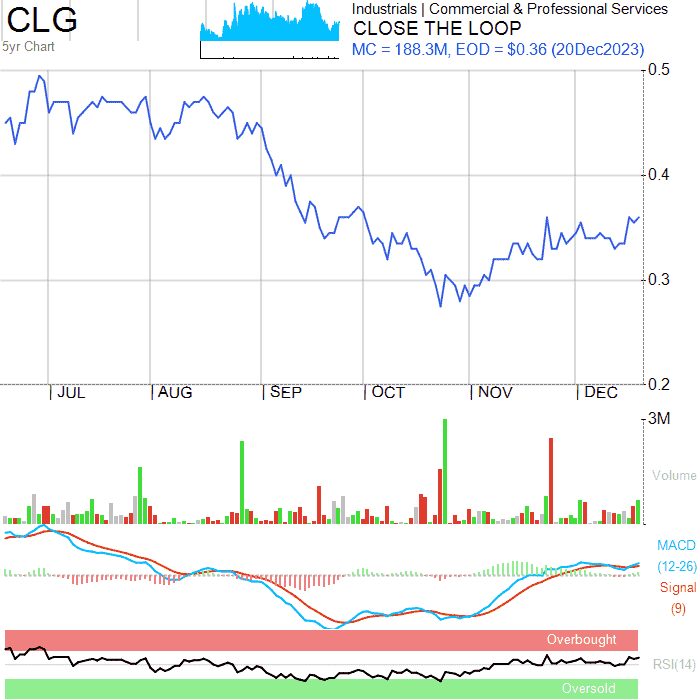 CLG
5yr Chart
Industrials | Commercial & Professional Services
CLOSE THE LOOP
MC = 188.3M, EOD = $0.36 (20Dec2023)
0.5
0.4
0.3
0.2
JUL AUG SEP OCT NOV DEC
3M
Volume
MACD
(12-26)
Signal
(9)
Overbought
RSI(14)
Oversold